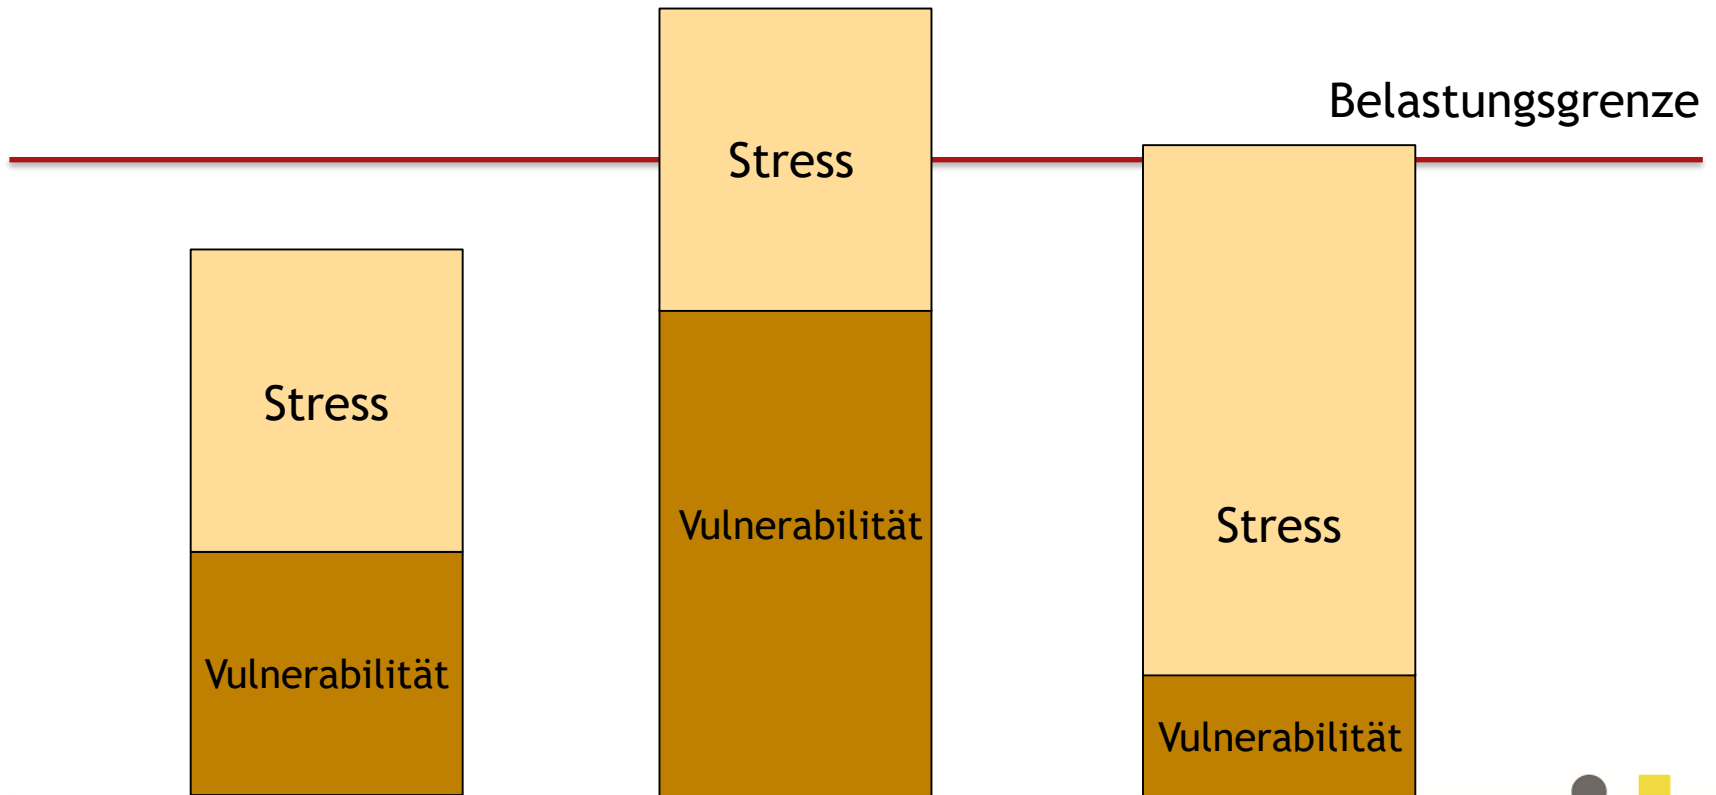 Belastungsgrenze
Stress
Vulnerabilität
Stress
Vulnerabilität
Stress
Vulnerabilität